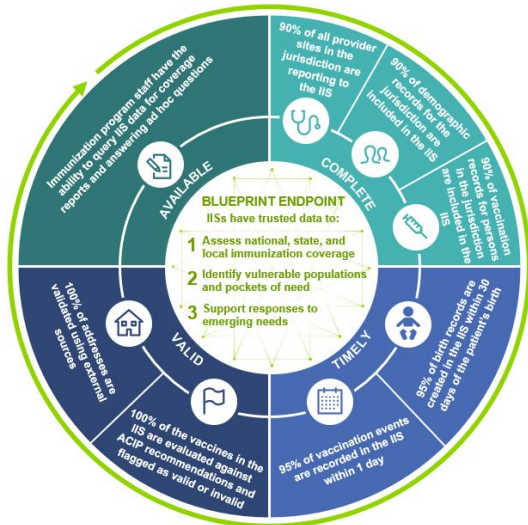 BLUEPRINT ENDPOINT
IISs have trusted data to:
1 Assess national, state, and
local immunization coverage
2 Identify vulnerable populations
and pockets of need
3 Support responses to
emerging needs
AVAILABLE
Immunization program staff have the
ability to query IIS data for coverage
reports and answering ad hoc questions
COMPLETE
90% of all provider
sites in the
jurisdiction are
reporting to
the IIS
90% of demographic
records for the
jurisdiction are
included in the IIS
90% of vaccination
records for persons
in the jurisdiction
are included in the
IIS
TIMELY
95% of birth records are
created in the IIS within 30
days of the patient's birth
95% of vaccination events
are recorded in the IIS
within 1 day
VALID
100% of the vaccines in the
IIS are evaluated against
ACIP recommendations and
flagged as valid or invalid
100% of addresses are
validated using external
sources